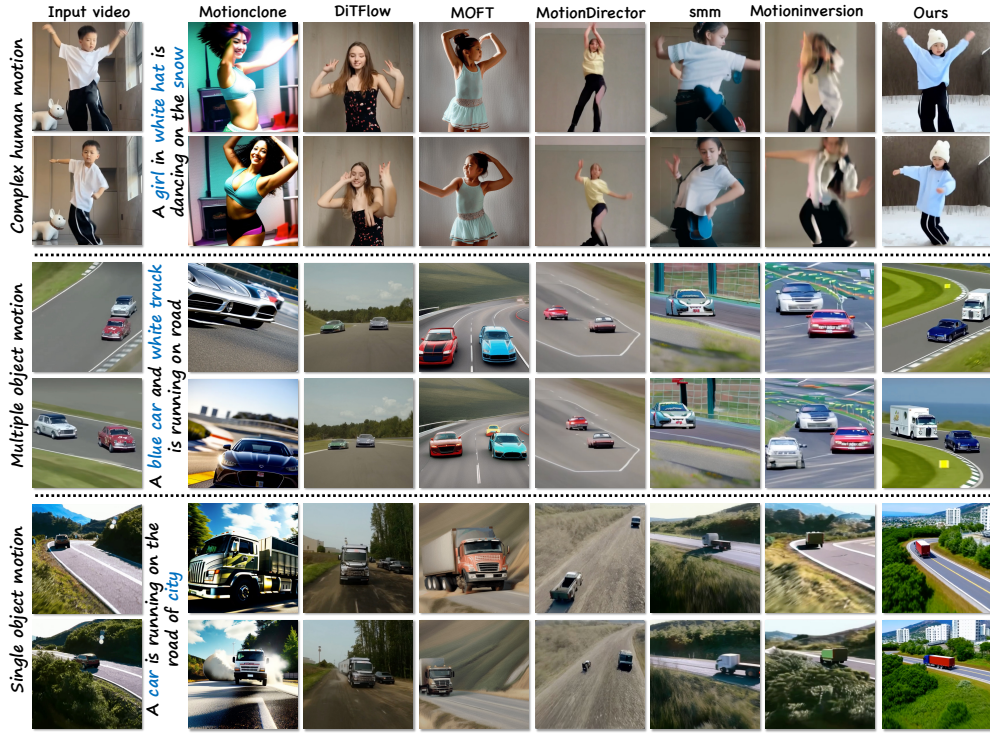 Input video
Motionclone
DiTFlow
MOFT
MotionDirector
smm
Motioninversion
Ours
Complex human motion
A girl in white hat is
dancing on the snow
Multiple object motion
A blue car and white truck
is running on road
Single object motion
A car is running on the
road of city